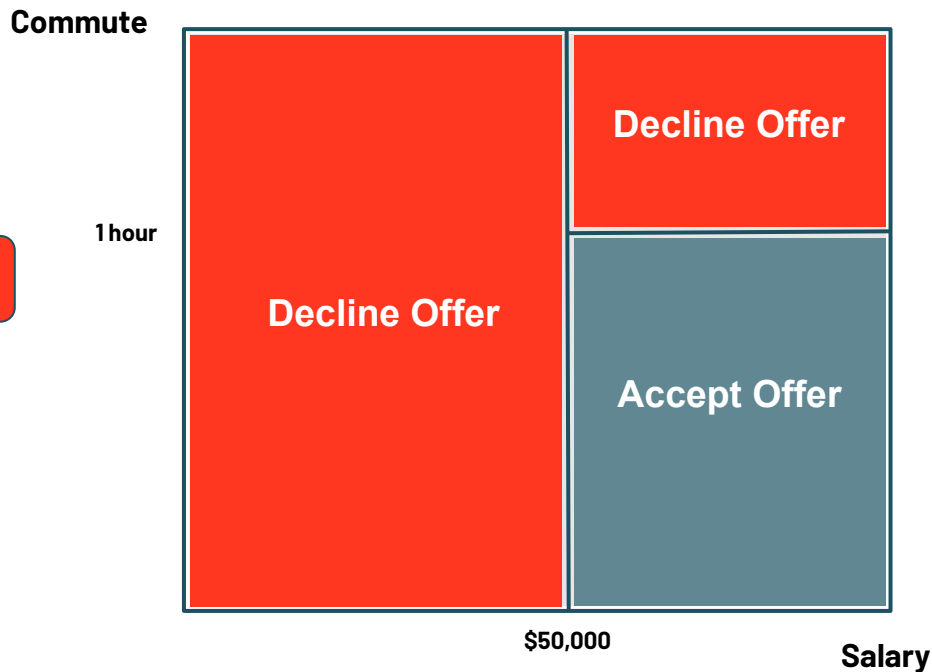 Commute
Decline Offer
1 hour
Decline Offer
Accept Offer
$50,000
Salary